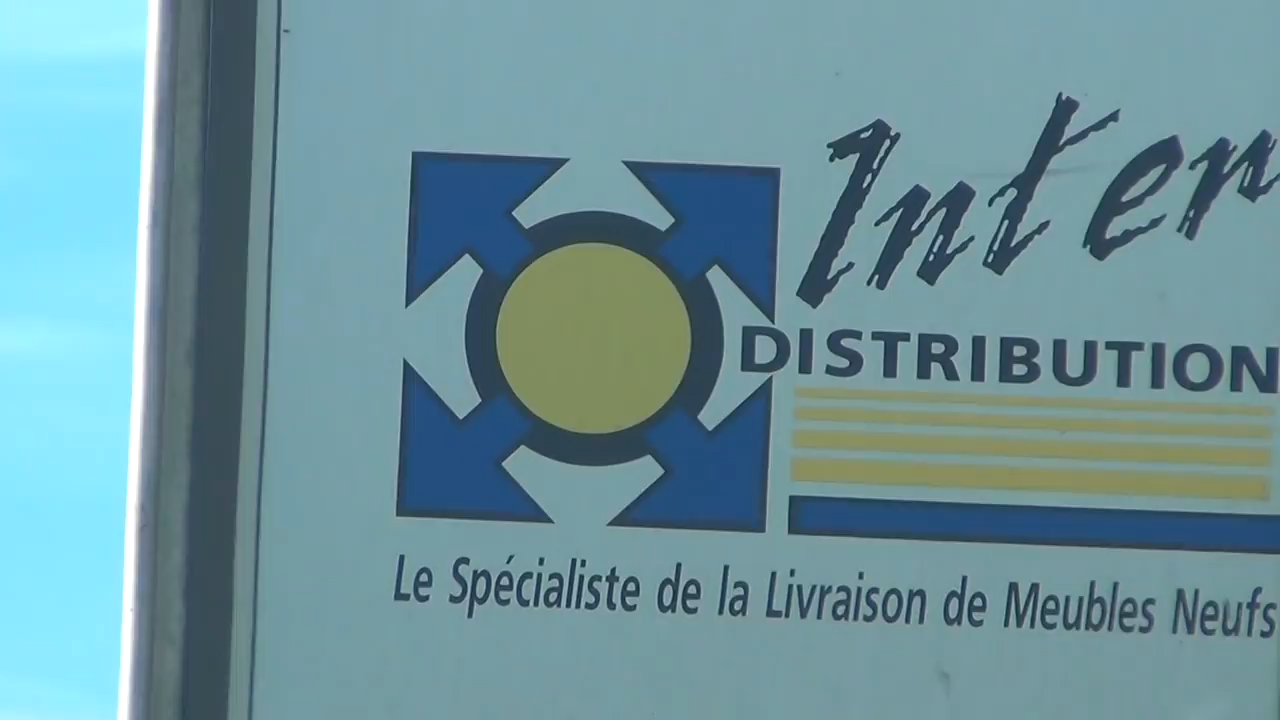 Inter
DISTRIBUTION
Le Spécialiste de la Livraison de Meubles Neufs